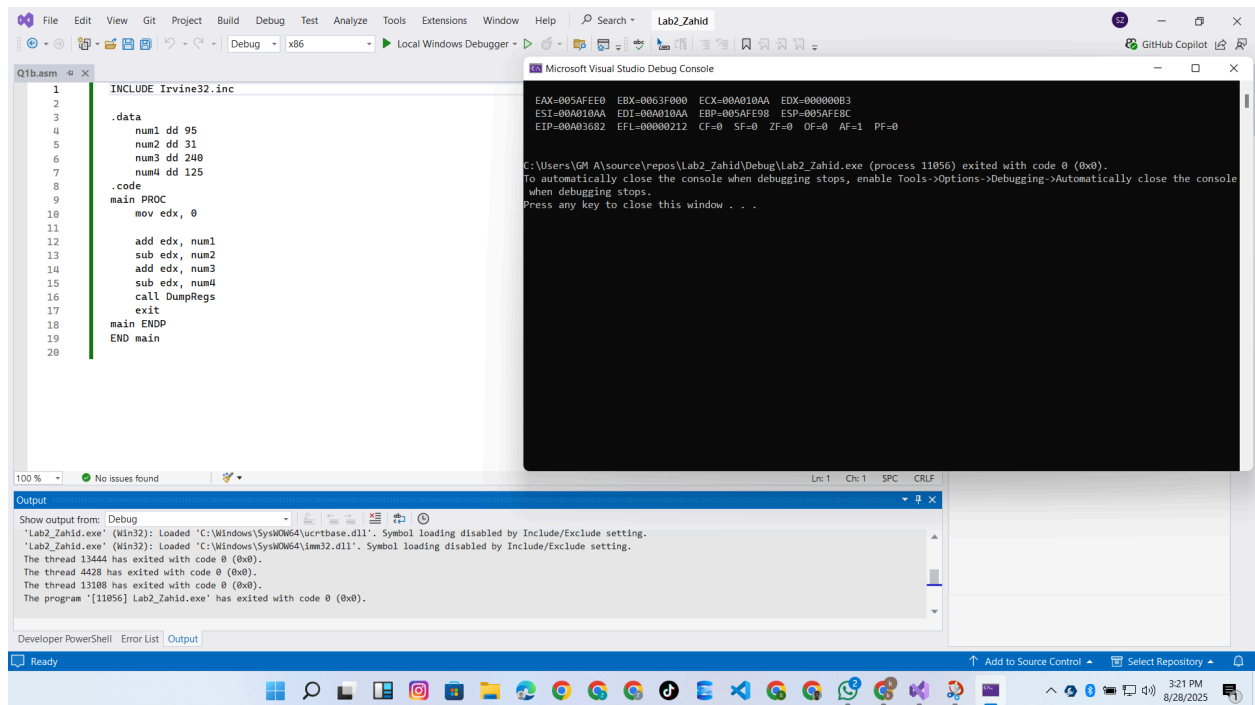 File Edit View Git Project Build Debug Test Analyze Tools Extensions Window Help Search Lab2_Zahid SZ
Debug x86 Local Windows Debugger GitHub Copilot
Q1b.asm
1 INCLUDE Irvine32.inc
2
3 .data
4 num1 dd 95
5 num2 dd 31
6 num3 dd 240
7 num4 dd 125
8 .code
9 main PROC
10 mov edx, 0
11
12 add edx, num1
13 sub edx, num2
14 add edx, num3
15 sub edx, num4
16 call DumpRegs
17 exit
18 main ENDP
19 END main
20
Microsoft Visual Studio Debug Console
EAX=005AFEE0 EBX=0063F000 ECX=00A010AA EDX=000000B3
ESI=00A010AA EDI=00A010AA EBP=005AFE98 ESP=005AFE8C
EIP=00A03682 EFL=00000212 CF=0 SF=0 ZF=0 OF=0 AF=1 PF=0
C:\Users\GM A\source\repos\Lab2_Zahid\Debug\Lab2_Zahid.exe (process 11056) exited with code 0 (0x0).
To automatically close the console when debugging stops, enable Tools->Options->Debugging->Automatically close the console
when debugging stops.
Press any key to close this window . . .
100 % No issues found Ln: 1 Ch: 1 SPC CRLF
Output
Show output from: Debug
'Lab2_Zahid.exe' (Win32): Loaded 'C:\Windows\SysWOW64\ucrtbase.dll'. Symbol loading disabled by Include/Exclude setting.
'Lab2_Zahid.exe' (Win32): Loaded 'C:\Windows\SysWOW64\imm32.dll'. Symbol loading disabled by Include/Exclude setting.
The thread 13444 has exited with code 0 (0x0).
The thread 4428 has exited with code 0 (0x0).
The thread 13108 has exited with code 0 (0x0).
The program '[11056] Lab2_Zahid.exe' has exited with code 0 (0x0).
Developer PowerShell Error List Output
Ready Add to Source Control Select Repository
3:21 PM
8/28/2025